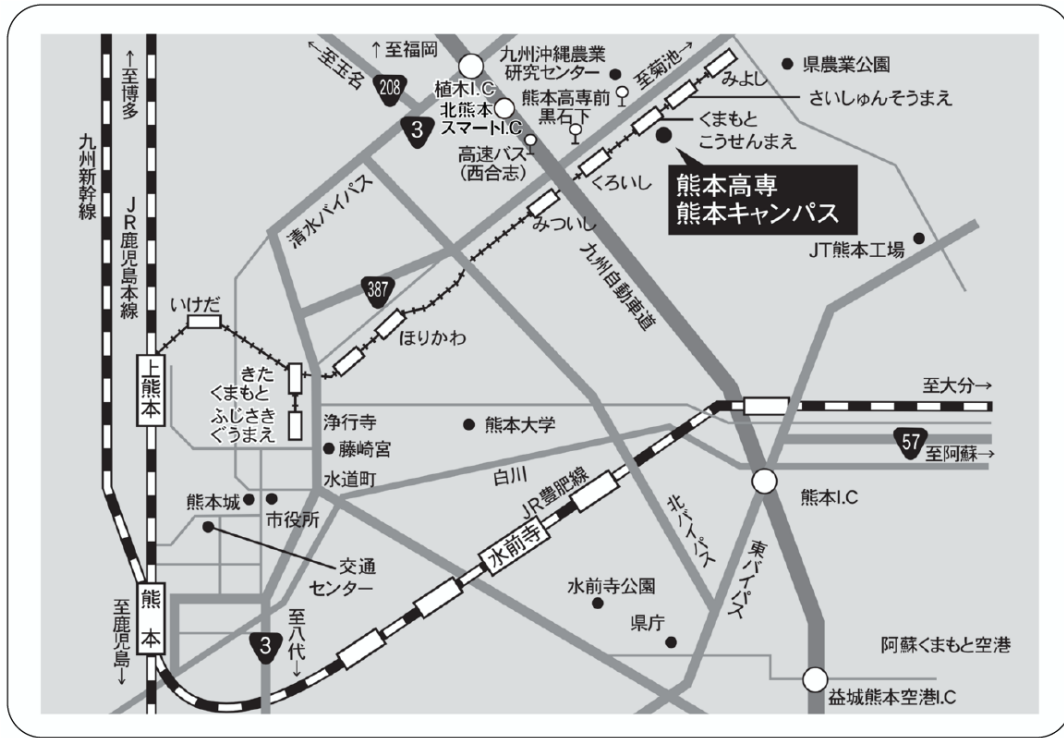 ←至玉名
↑至福岡
九州沖縄農業
研究センター
至菊池→
みよし
県農業公園
↑至博多
208
植木I.C
北熊本
スマートI.C
3
熊本高専前
黒石下
さいしゅんそうまえ
くまもと
こうせんまえ
高速バス
(西合志)
くろいし
熊本高専
熊本キャンパス
九州新幹線
JR鹿児島本線
清水バイパス
みついし
九州自動車道
JT熊本工場
387
いけだ
ほりかわ
上熊本
きた
くまもと
ふじさき
ぐうまえ
至大分→
浄行寺
藤崎宮
熊本大学
57
至阿蘇→
水道町
白川
JR豊肥線
熊本城
市役所
熊本I.C
北バイパス
東バイパス
水前寺
交通
センター
水前寺公園
熊本
至鹿児島→
3
至八代→
県庁
阿蘇くまもと空港
益城熊本空港I.C